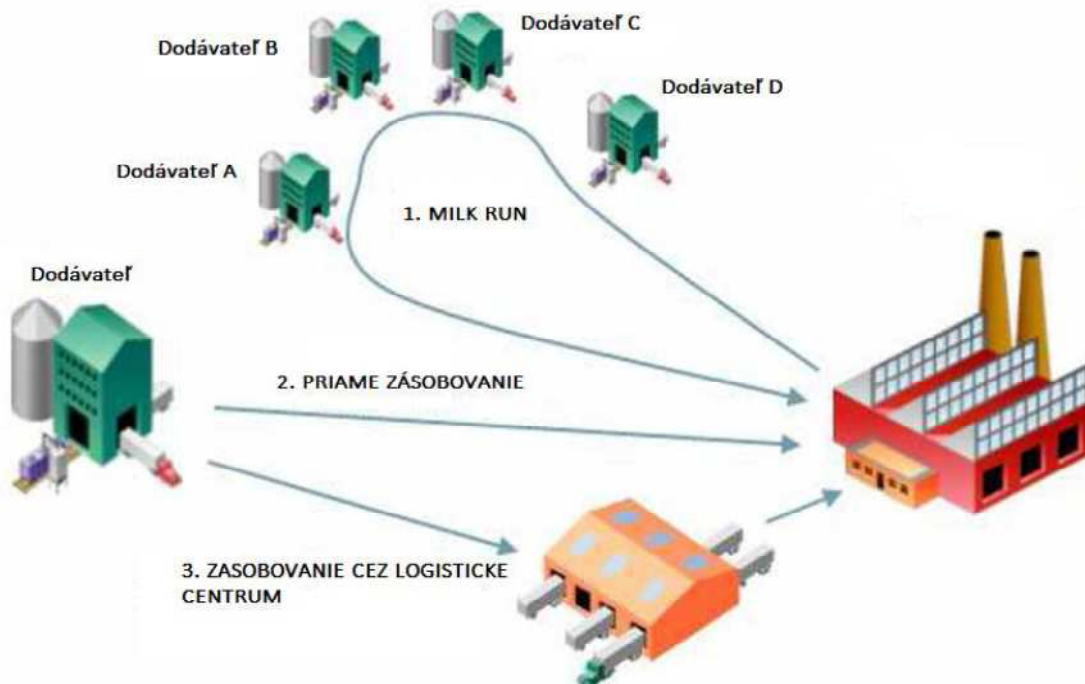 Dodávateľ B
Dodávateľ C
Dodávateľ D
Dodávateľ A
1. MILK RUN
Dodávateľ
2. PRIAME ZÁSOBOVANIE
3. ZASOBOVANIE CEZ LOGISTICKE
CENTRUM